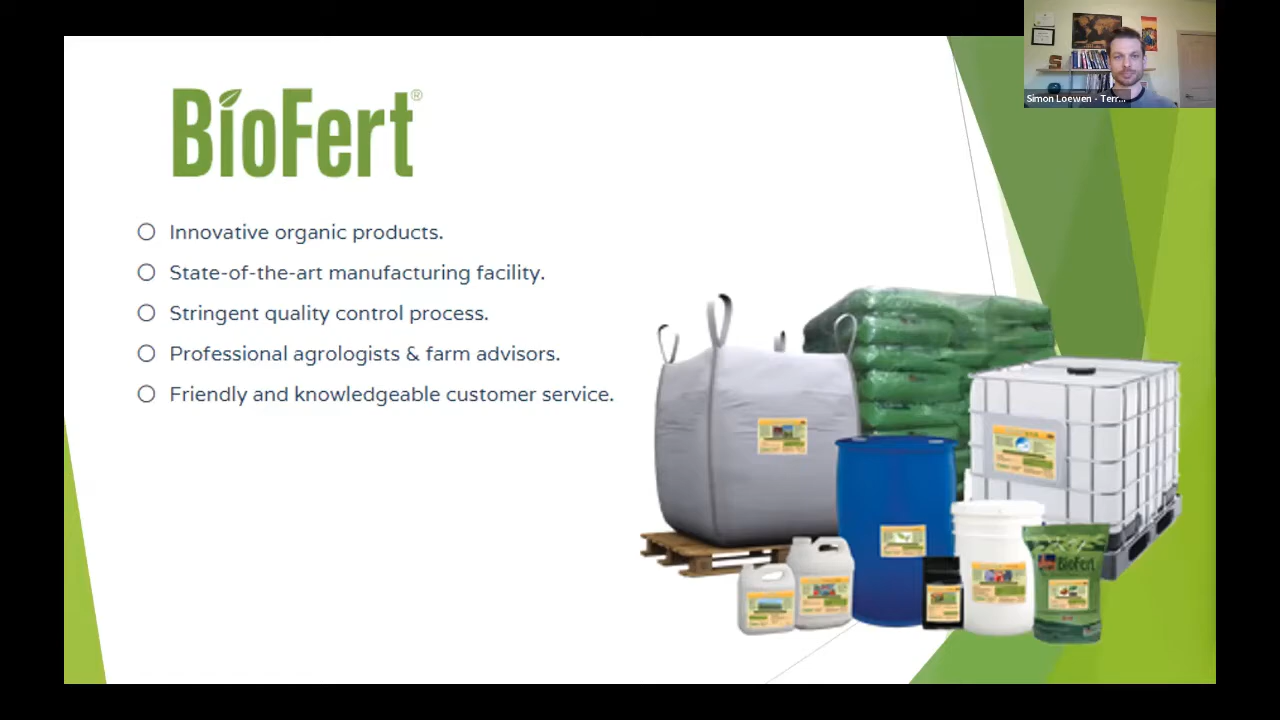 BioFert®
Innovative organic products.
State-of-the-art manufacturing facility.
Stringent quality control process.
Professional agrologists & farm advisors.
Friendly and knowledgeable customer service.
Simon Loewen - Terr...
BioFert